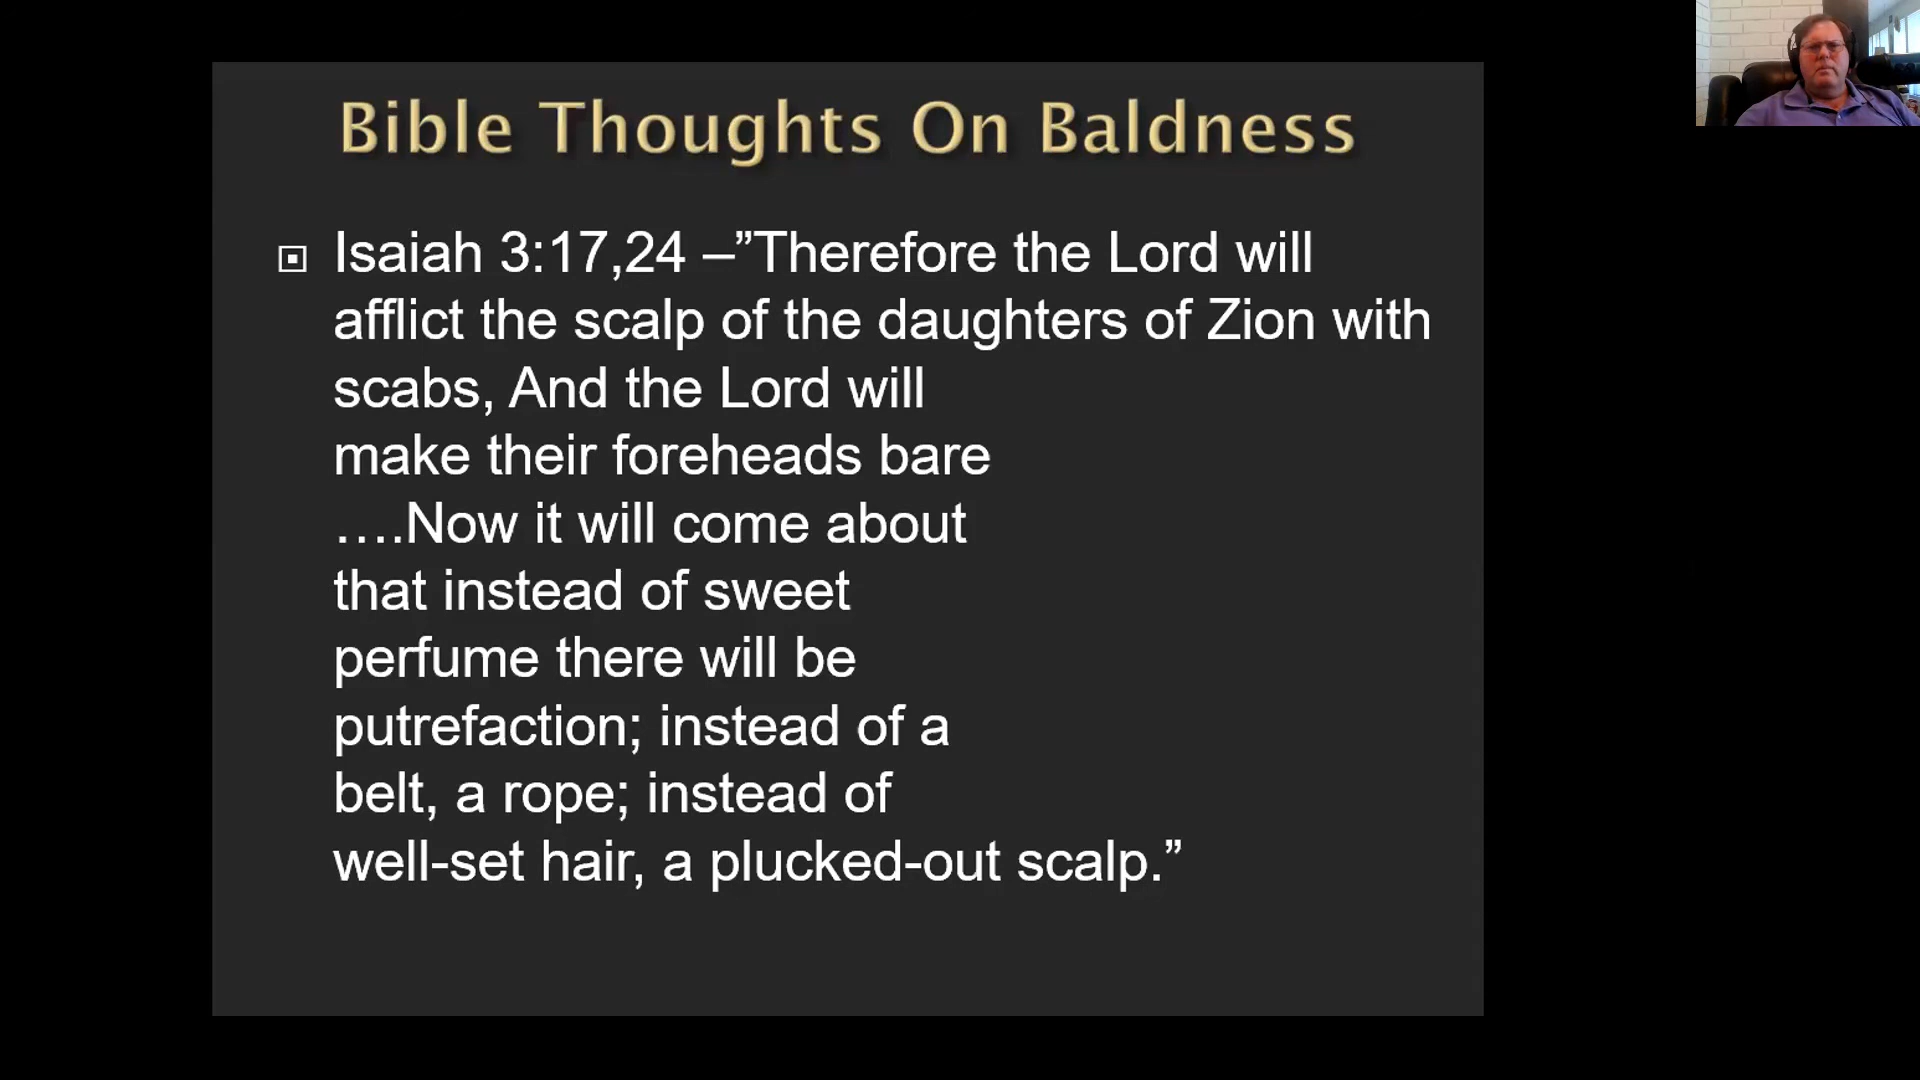 Bible Thoughts On Baldness
Isaiah 3:17,24 –”Therefore the Lord will
afflict the scalp of the daughters of Zion with
scabs, And the Lord will
make their foreheads bare
….Now it will come about
that instead of sweet
perfume there will be
putrefaction; instead of a
belt, a rope; instead of
well-set hair, a plucked-out scalp.”